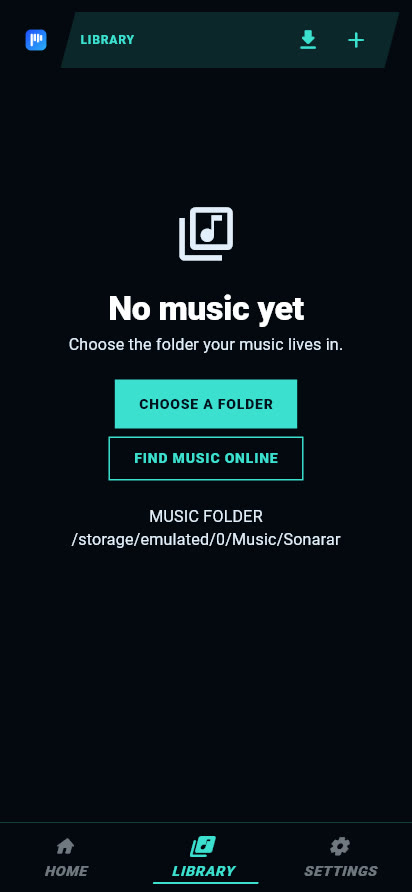 LIBRARY
No music yet
Choose the folder your music lives in.
CHOOSE A FOLDER
FIND MUSIC ONLINE
MUSIC FOLDER
/storage/emulated/0/Music/Sonarar
HOME
LIBRARY
SETTINGS